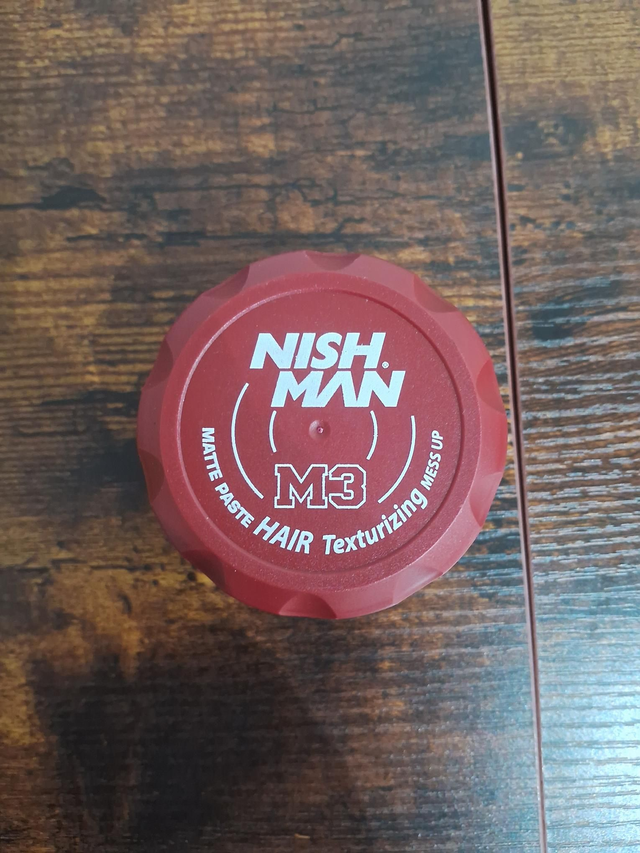 NISH
MAN®
M3
MATTE PASTE HAIR Texturizing MESS UP